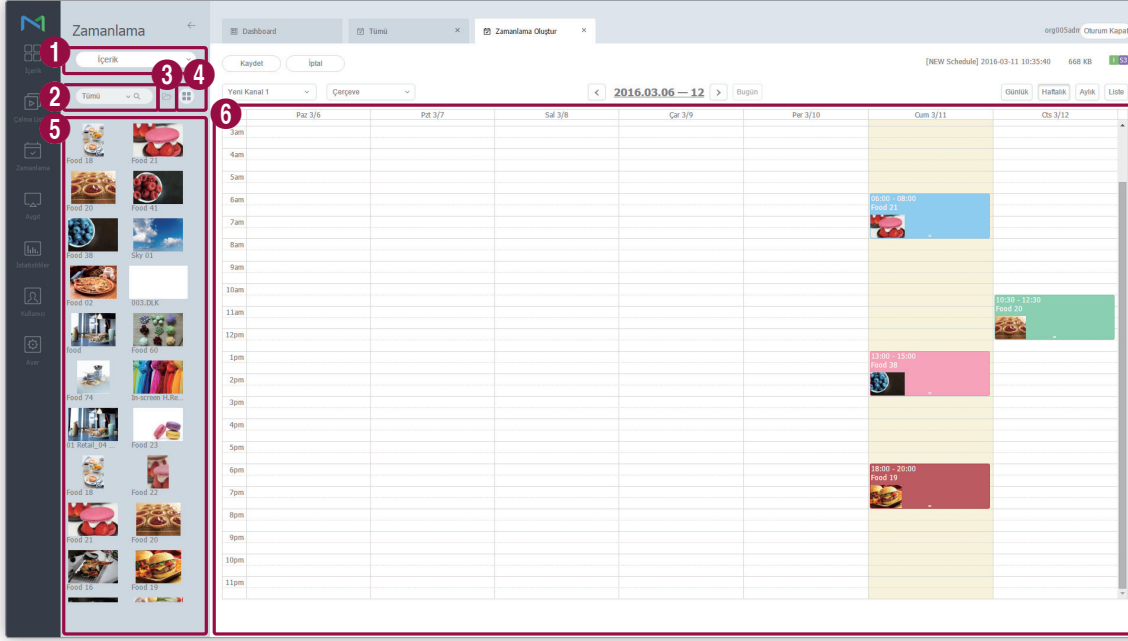 Zamanlama
←
Dashboard
Tümü ×
Zamanlama Oluştur ×
org005adm
Oturum Kapat
1
İçerik
3 4
2
Tümü
5
Kaydet İptal
[NEW Schedule] 2016-03-11 10:35:40 668 KB I S3
Yeni Kanal 1 Çerçeve
< 2016.03.06 — 12 > Bugün
Günlük Haftalık Aylık Liste
6
Paz 3/6 Pzt 3/7 Sal 3/8 Çar 3/9 Per 3/10 Cum 3/11 Cts 3/12
İçerik
Zamanlama
Aygıt
İstatistikler
Kullanıcı
Ayar
Food 18 Food 21
Food 20 Food 41
Food 38 Sky 01
Food 02 003.DLK
food Food 60
Food 74 In-screen H.Re...
01 Retail_04 ... Food 23
Food 18 Food 22
Food 21 Food 20
Food 16 Food 19
3am
4am
5am
6am
7am
8am
9am
10am
11am
12pm
1pm
2pm
3pm
4pm
5pm
6pm
7pm
8pm
9pm
10pm
11pm
06:00 - 08:00
Food 21
10:30 - 12:30
Food 20
13:00 - 15:00
Food 38
18:00 - 20:00
Food 19